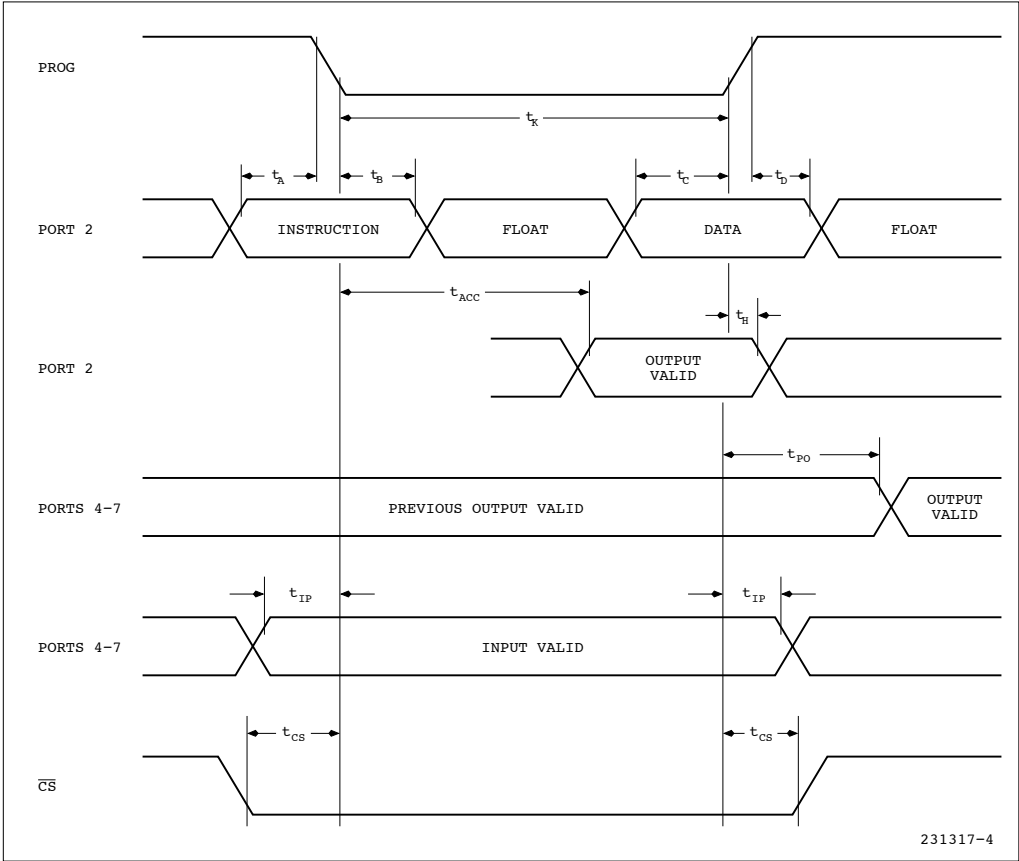 PROG
tK
tA
tB
tC
tD
PORT 2
INSTRUCTION
FLOAT
DATA
FLOAT
tACC
tH
PORT 2
OUTPUT
VALID
tPO
PORTS 4-7
PREVIOUS OUTPUT VALID
OUTPUT
VALID
tIP
tIP
PORTS 4-7
INPUT VALID
tCS
tCS
C̅S̅
231317-4